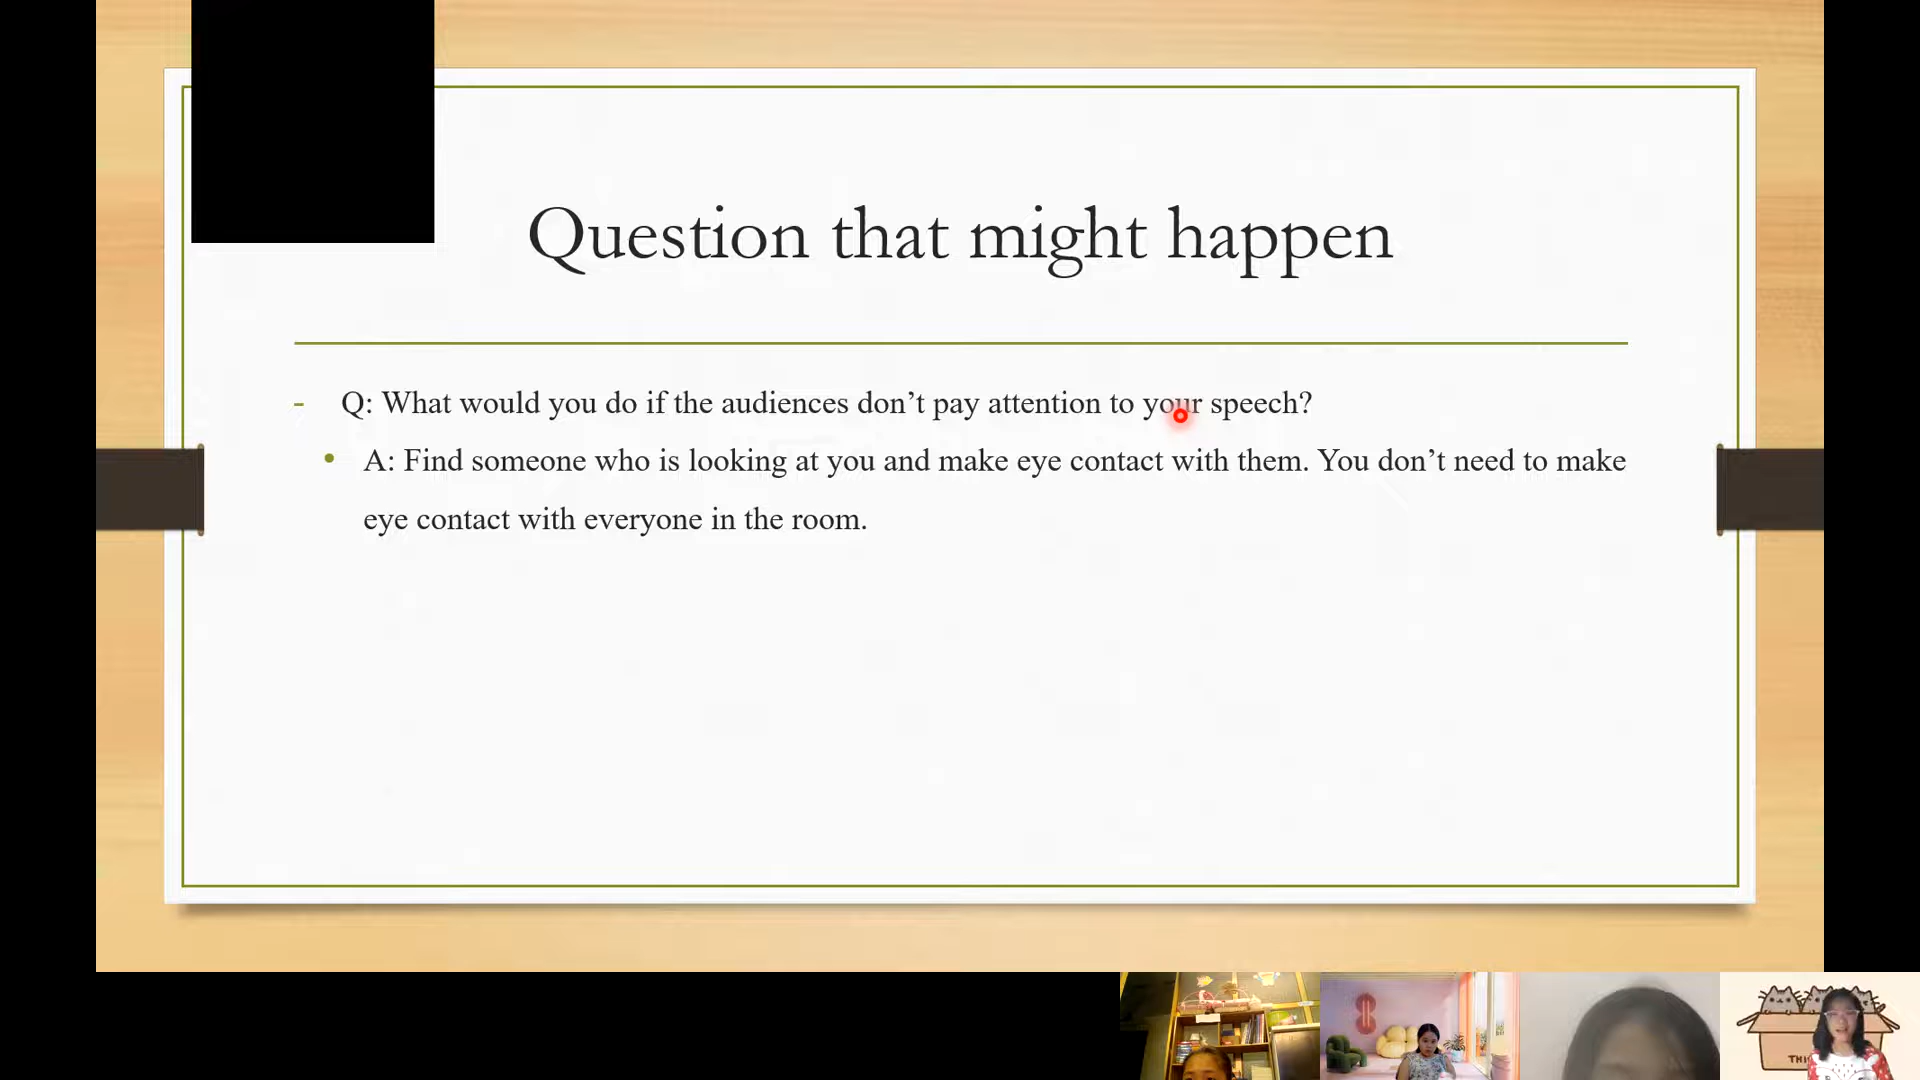 Question that might happen
- Q: What would you do if the audiences don’t pay attention to your speech?
• A: Find someone who is looking at you and make eye contact with them. You don’t need to make
eye contact with everyone in the room.